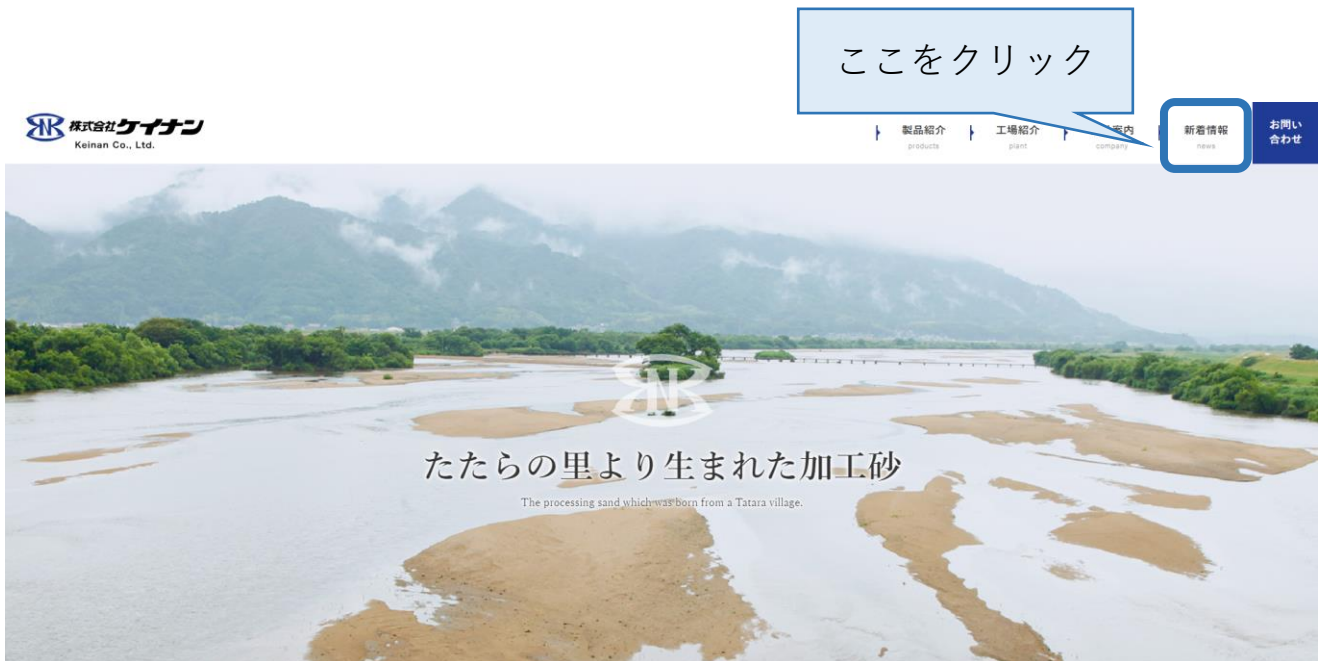 ここをクリック
株式会社ケイナン
Keinan Co., Ltd.
製品紹介
products
工場紹介
plant
案内
company
新着情報
news
お問い
合わせ
たたらの里より生まれた加工砂
The processing sand which was born from a Tatara village.